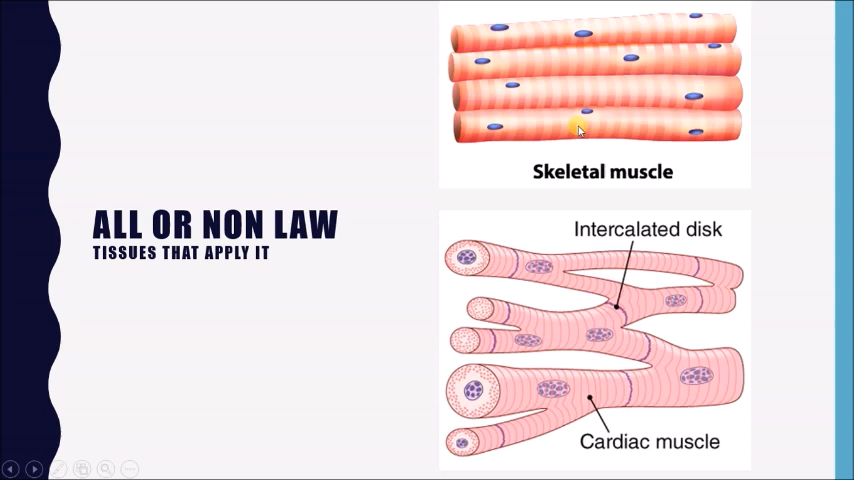 ALL OR NON LAW
TISSUES THAT APPLY IT
Skeletal muscle
Intercalated disk
Cardiac muscle